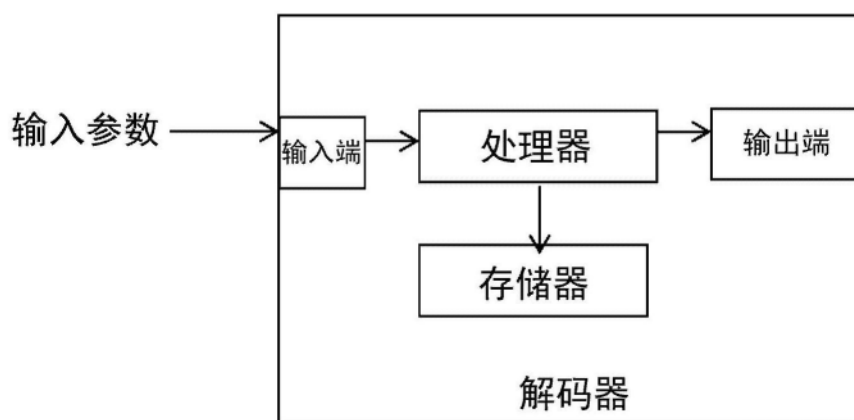 输入参数
输入端
处理器
输出端
存储器
解码器